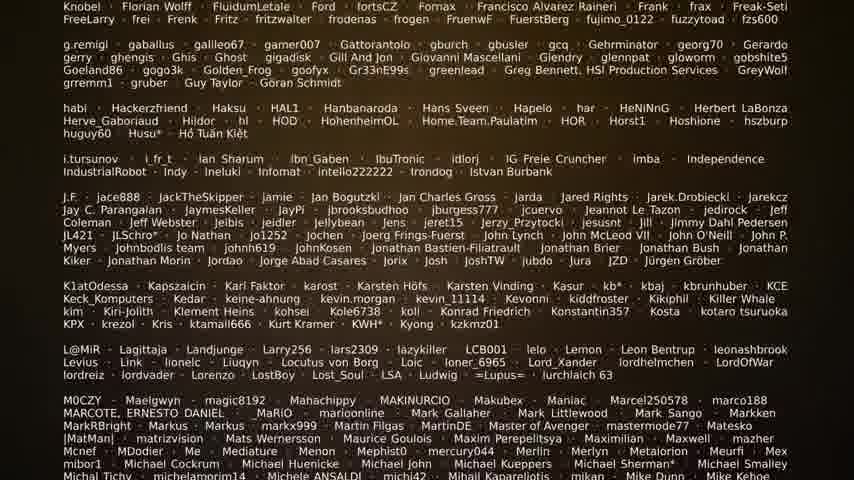 Knobel · Florian Wolff · FluidumLetale · Ford · fortsCZ · Fornax · Francisco Alvarez Raineri · Frank · frax · Freak-Seti
FreeLarry · frei · Frenk · Fritz · fritzwalter · frodenas · frogen · FruenwF · FuerstBerg · fujimo_0122 · fuzzytoad · fzs600
g.remigi · gaballus · galileo67 · gamer007 · Gattorantolo · gburch · gbusler · gcq · Gehrminator · georg70 · Gerardo
gerry · ghengis · Ghis · Ghost · gigadisk · Gill And Jon · Giovanni Mascellani · Glendry · glennpat · gloworm · gobshite5
Goeland86 · gogo3k · Golden_Frog · goofyx · Gr33nE99s · greenlead · Greg Bennett, HSI Production Services · GreyWolf
grremm1 · gruber · Guy Taylor · Göran Schmidt
habi · Hackerzfriend · Haksu · HAL1 · Hanbanaroda · Hans Sveen · Hapelo · har · HeNiNnG · Herbert LaBonza
Herve_Gaboriaud · Hildor · hl · HOD · HohenheimOL · Home.Team.Paulatim · HOR · Horst1 · Hoshione · hszburp
huguy60 · Husu* · Hồ Tuấn Kiệt
i.tursunov · i_fr_t · Ian Sharum · Ibn_Gaben · IbuTronic · idlorj · IG Freie Cruncher · imba · Independence
IndustrialRobot · Indy · Ineluki · Infomat · intello222222 · Irondog · Istvan Burbank
J.F. · jace888 · JackTheSkipper · jamie · Jan Bogutzki · Jan Charles Gross · jarda · Jared Rights · Jarek.Drobiecki · Jarekcz
Jay C. Parangalan · JaymesKeller · JayPi · jbrooksbudhoo · jburgess777 · jcuervo · Jeannot Le Tazon · jedirock · Jeff
Coleman · Jeff Webster · Jeibis · jeidler · Jellybean · Jens · jeret15 · Jerzy_Przytocki · jesusnt · Jill · Jimmy Dahl Pedersen
JL421 · JLSchro* · Jo Nathan · Jo1252 · Jochen · Joerg Frings-Fuerst · John Lynch · John McLeod VII · John O'Neill · John P.
Myers · Johnbodlis team · johnh619 · JohnKosen · Jonathan Bastien-Filiatrault · Jonathan Brier · Jonathan Bush · Jonathan
Kiker · Jonathan Morin · Jordao · Jorge Abad Casares · Jorix · Josh · JoshTW · jubdo · Jura · JZD · Jürgen Gröber
K1atOdessa · Kapszaicin · Karl Faktor · karost · Karsten Höfs · Karsten Vinding · Kasur · kb* · kbaj · kbrunhuber · KCE
Keck_Komputers · Kedar · keine-ahnung · kevin.morgan · kevin_11114 · Kevonni · kiddfroster · Kikiphil · Killer Whale
kim · Kiri-Jolith · Klement Heins · kohsei · Kole6738 · koli · Konrad Friedrich · Konstantin357 · Kosta · kotaro tsuruoka
KPX · krezol · Kris · ktamail666 · Kurt Kramer · KWH* · Kyong · kzkmz01
L@MiR · Lagittaja · Landjunge · Larry256 · lars2309 · lazykiller · LCB001 · lelo · Lemon · Leon Bentrup · leonashbrook
Levius · Link · lionelc · Liuqyn · Locutus von Borg · Loic · loner_6965 · Lord_Xander · lordhelmchen · LordOfWar
lordreiz · lordvader · Lorenzo · LostBoy · Lost_Soul · LSA · Ludwig · =Lupus= · lurchlaich 63
M0CZY · Maelgwyn · magic8192 · Mahachippy · MAKINURCIO · Makubex · Maniac · Marcel250578 · marco188
MARCOTE, ERNESTO DANIEL · _MaRiO · marioonline · Mark Gallaher · Mark Littlewood · Mark Sango · Markken
MarkRBright · Markus · Markus · markx999 · Martin Filgas · MartinDE · Master of Avenger · mastermode77 · Matesko
|MatMan| · matrizvision · Mats Wernersson · Maurice Goulois · Maxim Perepelitsya · Maximilian · Maxwell · mazher
Mcnef · MDodier · Me · Mediature · Menon · Mephist0 · mercury044 · Merlin · Merlyn · Metalorion · Meurfi · Mex
mibor1 · Michael Cockrum · Michael Huenicke · Michael John · Michael Kueppers · Michael Sherman* · Michael Smalley
Michal Tichy · michelamorim14 · Michele ANSALDI · michi42 · Mihail Kapareliotis · mikan · Mike Dunn · Mike Kehoe